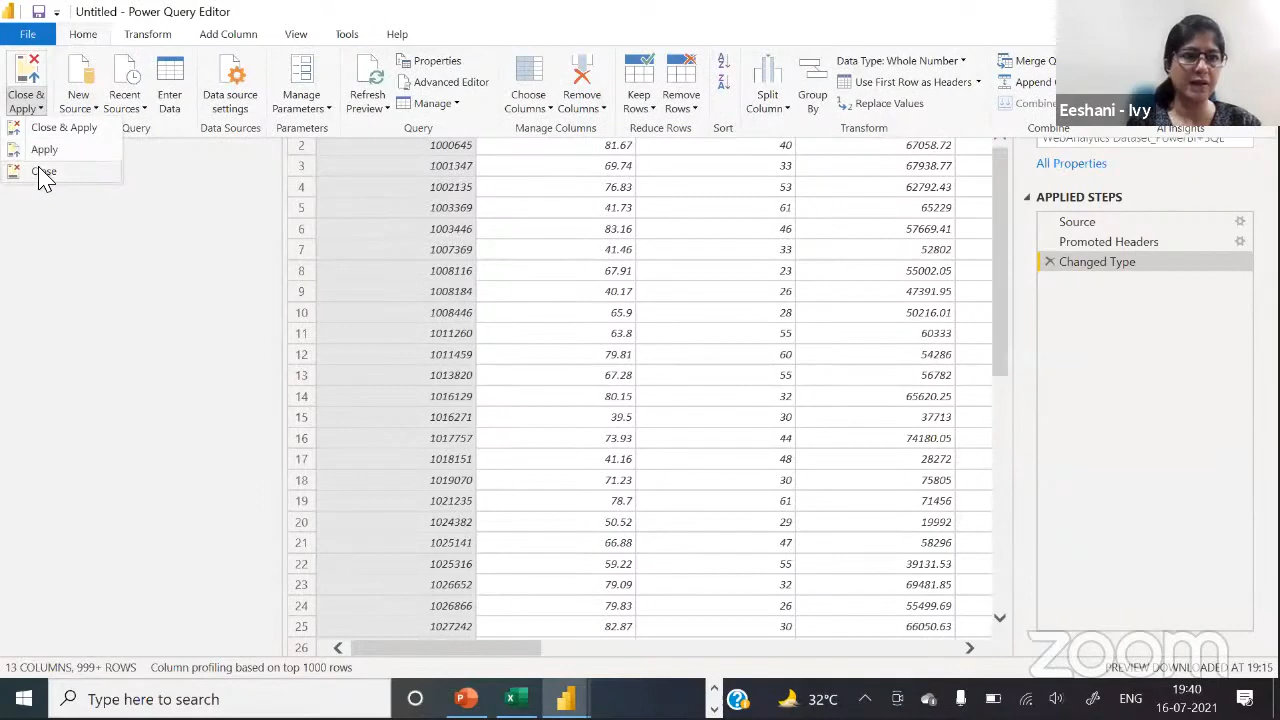 Untitled - Power Query Editor
File Home Transform Add Column View Tools Help
Close & Apply
New Source
Recent Sources
Enter Data
Data source settings
Manage Parameters
Refresh Preview
Properties
Advanced Editor
Manage
Choose Columns
Remove Columns
Keep Rows
Remove Rows
Split Column
Group By
Data Type: Whole Number
Use First Row as Headers
Replace Values
Merge Q
Append
Combine
Query Data Sources Parameters Query Manage Columns Reduce Rows Sort Transform Combine AI Insights
Close & Apply
Apply
Close
Eeshani - Ivy
WebAnalytics Dataset_PowerBI+SQL
All Properties
APPLIED STEPS
Source
Promoted Headers
Changed Type
2 1000645 81.67 40 67058.72
3 1001347 69.74 33 67938.77
4 1002135 76.83 53 62792.43
5 1003369 41.73 61 65229
6 1003446 83.16 46 57669.41
7 1007369 41.46 33 52802
8 1008116 67.91 23 55002.05
9 1008184 40.17 26 47391.95
10 1008446 65.9 28 50216.01
11 1011260 63.8 55 60333
12 1011459 79.81 60 54286
13 1013820 67.28 55 56782
14 1016129 80.15 32 65620.25
15 1016271 39.5 30 37713
16 1017757 73.93 44 74180.05
17 1018151 41.16 48 28272
18 1019070 71.23 30 75805
19 1021235 78.7 61 71456
20 1024382 50.52 29 19992
21 1025141 66.88 47 58296
22 1025316 59.22 55 39131.53
23 1026652 79.09 32 69481.85
24 1026866 79.83 26 55499.69
25 1027242 82.87 30 66050.63
26
zoom
13 COLUMNS, 999+ ROWS Column profiling based on top 1000 rows PREVIEW DOWNLOADED AT 19:15
Type here to search
32°C
ENG
19:40
16-07-2021